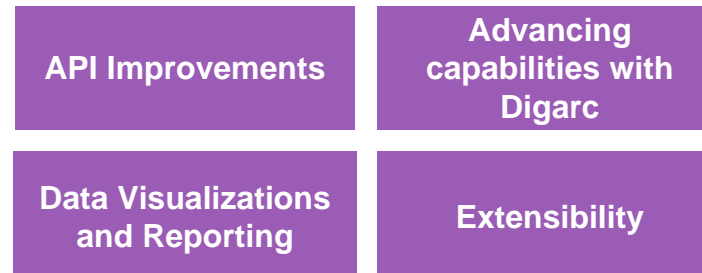 API Improvements
Advancing
capabilities with
Digarc
Data Visualizations
and Reporting
Extensibility